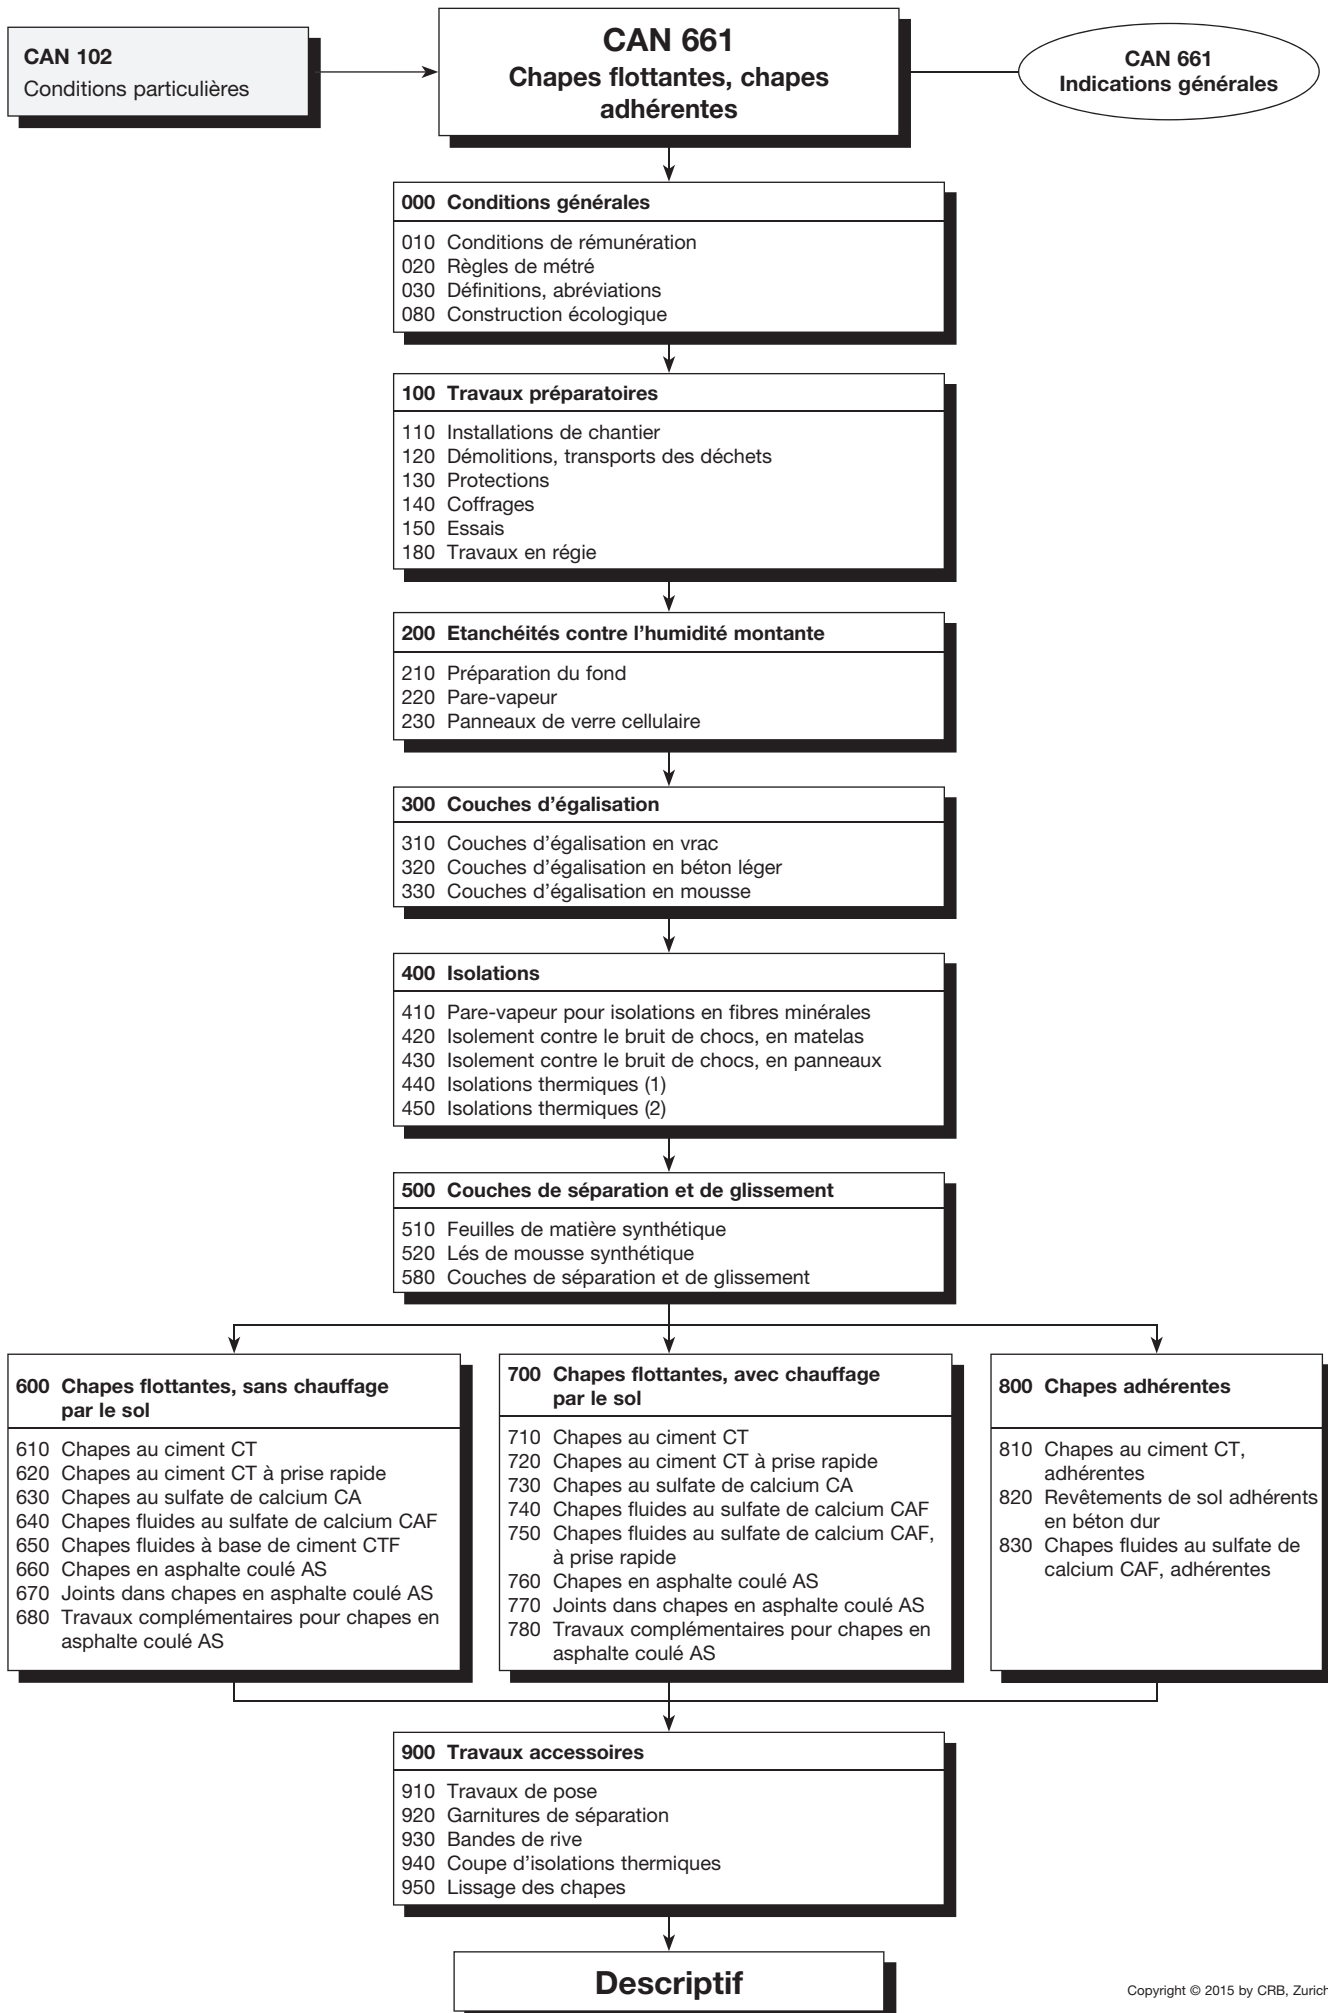 CAN 102
Conditions particulières
CAN 661
Chapes flottantes, chapes
adhérentes
CAN 661
Indications générales
000 Conditions générales
010 Conditions de rémunération
020 Règles de métré
030 Définitions, abréviations
080 Construction écologique
100 Travaux préparatoires
110 Installations de chantier
120 Démolitions, transports des déchets
130 Protections
140 Coffrages
150 Essais
180 Travaux en régie
200 Etanchéités contre l'humidité montante
210 Préparation du fond
220 Pare-vapeur
230 Panneaux de verre cellulaire
300 Couches d'égalisation
310 Couches d'égalisation en vrac
320 Couches d'égalisation en béton léger
330 Couches d'égalisation en mousse
400 Isolations
410 Pare-vapeur pour isolations en fibres minérales
420 Isolement contre le bruit de chocs, en matelas
430 Isolement contre le bruit de chocs, en panneaux
440 Isolations thermiques (1)
450 Isolations thermiques (2)
500 Couches de séparation et de glissement
510 Feuilles de matière synthétique
520 Lés de mousse synthétique
580 Couches de séparation et de glissement
600 Chapes flottantes, sans chauffage
par le sol
610 Chapes au ciment CT
620 Chapes au ciment CT à prise rapide
630 Chapes au sulfate de calcium CA
640 Chapes fluides au sulfate de calcium CAF
650 Chapes fluides à base de ciment CTF
660 Chapes en asphalte coulé AS
670 Joints dans chapes en asphalte coulé AS
680 Travaux complémentaires pour chapes en
asphalte coulé AS
700 Chapes flottantes, avec chauffage
par le sol
710 Chapes au ciment CT
720 Chapes au ciment CT à prise rapide
730 Chapes au sulfate de calcium CA
740 Chapes fluides au sulfate de calcium CAF
750 Chapes fluides au sulfate de calcium CAF,
à prise rapide
760 Chapes en asphalte coulé AS
770 Joints dans chapes en asphalte coulé AS
780 Travaux complémentaires pour chapes en
asphalte coulé AS
800 Chapes adhérentes
810 Chapes au ciment CT,
adhérentes
820 Revêtements de sol adhérents
en béton dur
830 Chapes fluides au sulfate de
calcium CAF, adhérentes
900 Travaux accessoires
910 Travaux de pose
920 Garnitures de séparation
930 Bandes de rive
940 Coupe d'isolations thermiques
950 Lissage des chapes
Descriptif
Copyright © 2015 by CRB, Zurich